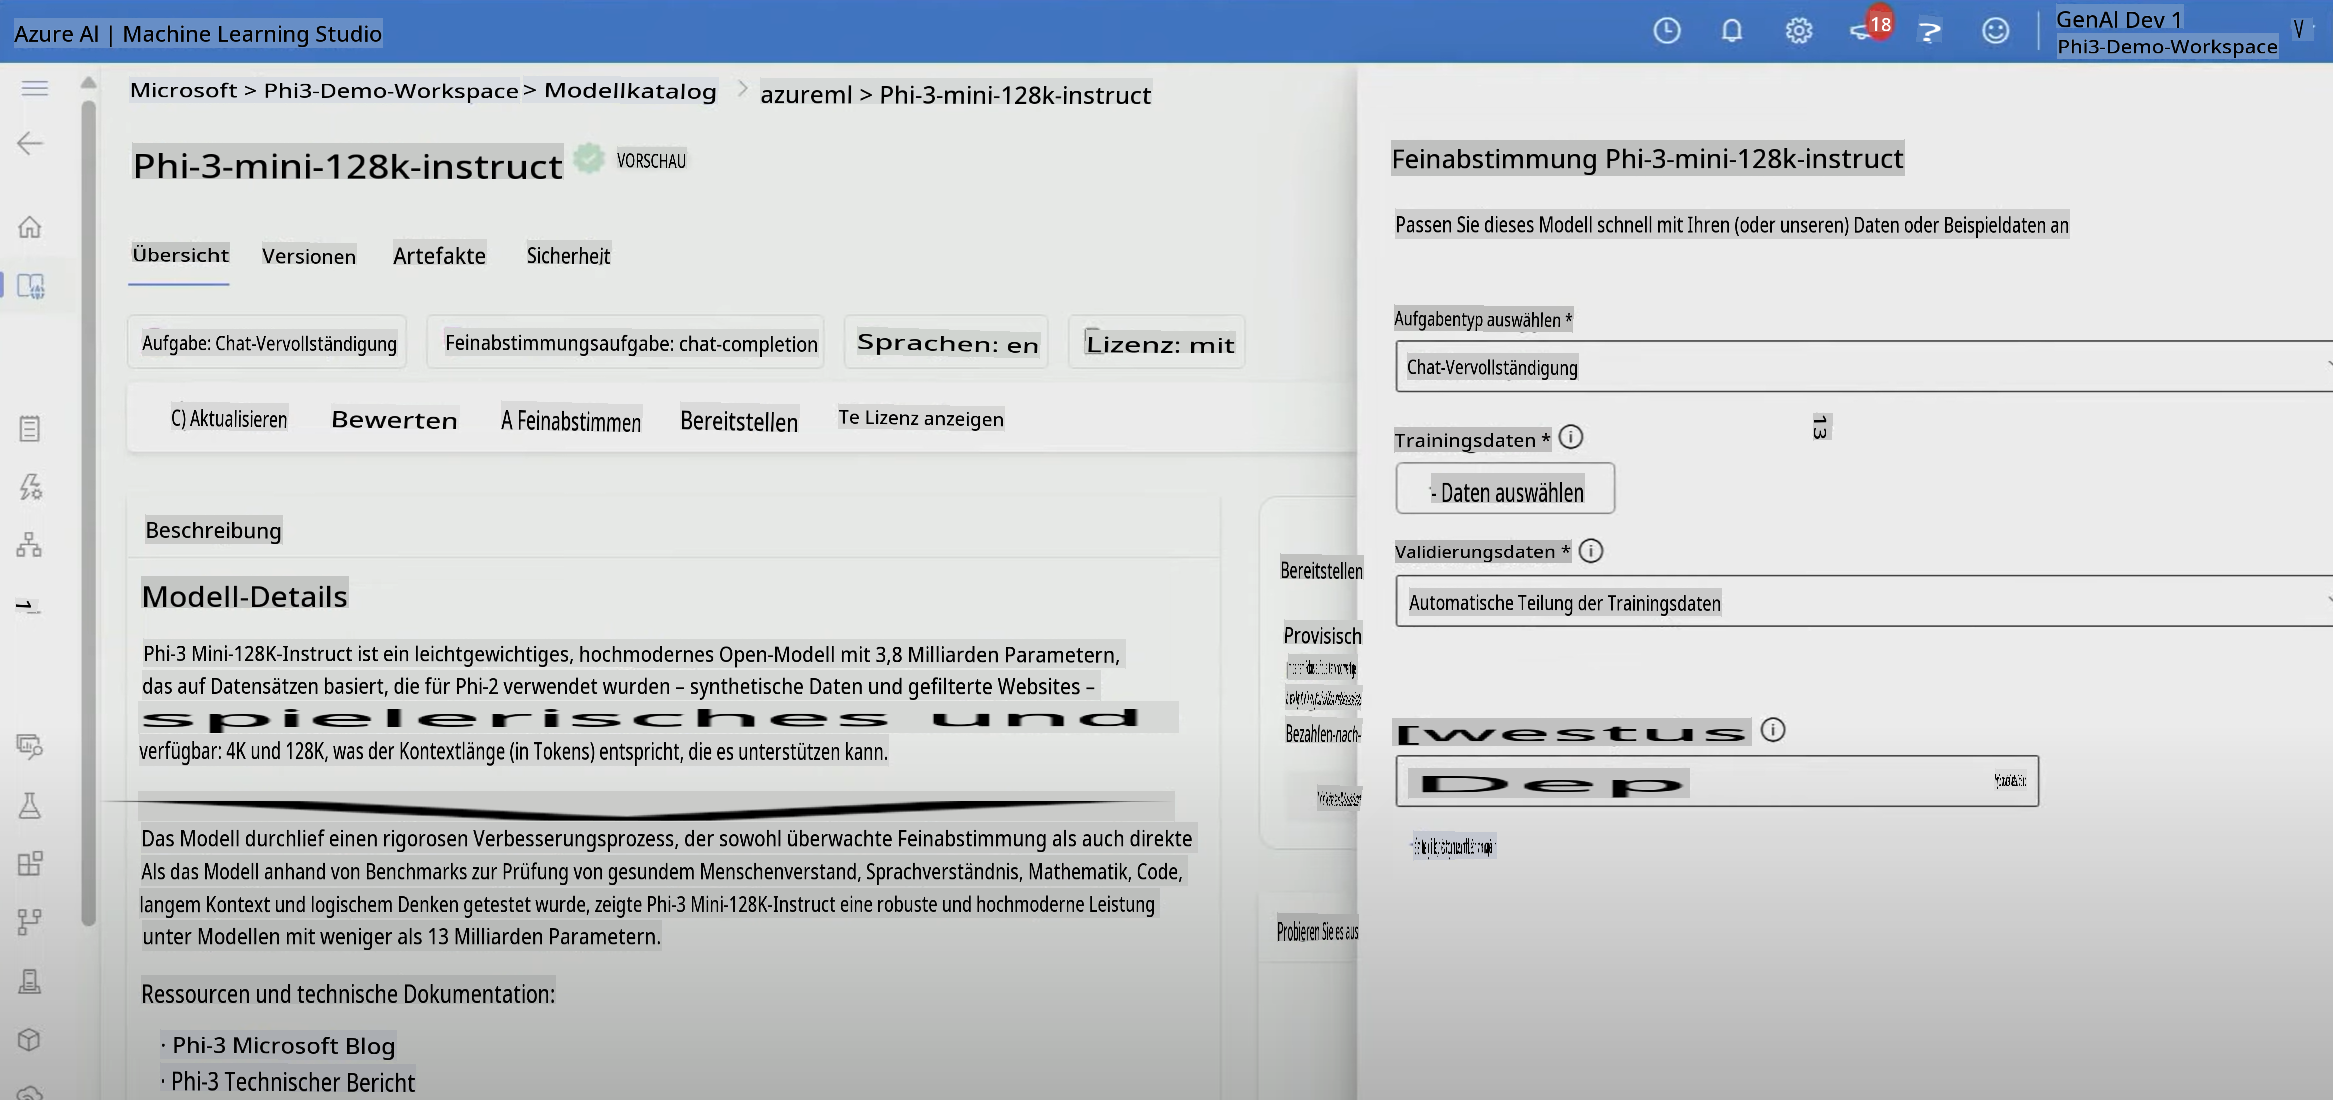 Azure AI | Machine Learning Studio
18
?
GenAI Dev 1
Phi3-Demo-Workspace
Microsoft > Phi3-Demo-Workspace > Modellkatalog
azureml > Phi-3-mini-128k-instruct
Phi-3-mini-128k-instruct
VORSCHAU
Übersicht
Versionen
Artefakte
Sicherheit
Aufgabe: Chat-Vervollständigung
Feinabstimmungsaufgabe: chat-completion
Sprachen: en
Lizenz: mit
C) Aktualisieren
Bewerten
A Feinabstimmen
Bereitstellen
Te Lizenz anzeigen
Beschreibung
Modell-Details
Phi-3 Mini-128K-Instruct ist ein leichtgewichtiges, hochmodernes Open-Modell mit 3,8 Milliarden Parametern,
das auf Datensätzen basiert, die für Phi-2 verwendet wurden – synthetische Daten und gefilterte Websites –
spielerisches und
verfügbar: 4K und 128K, was der Kontextlänge (in Tokens) entspricht, die es unterstützen kann.
Das Modell durchlief einen rigorosen Verbesserungsprozess, der sowohl überwachte Feinabstimmung als auch direkte
Als das Modell anhand von Benchmarks zur Prüfung von gesundem Menschenverstand, Sprachverständnis, Mathematik, Code,
langem Kontext und logischem Denken getestet wurde, zeigte Phi-3 Mini-128K-Instruct eine robuste und hochmoderne Leistung
unter Modellen mit weniger als 13 Milliarden Parametern.
Ressourcen und technische Dokumentation:
· Phi-3 Microsoft Blog
· Phi-3 Technischer Bericht
Bereitstellen
Provisisch
Bezahlen-nach-
Probieren Sie es aus
Feinabstimmung Phi-3-mini-128k-instruct
Passen Sie dieses Modell schnell mit Ihren (oder unseren) Daten oder Beispieldaten an
Aufgabentyp auswählen *
Chat-Vervollständigung
13
Trainingsdaten *
- Daten auswählen
Validierungsdaten *
Automatische Teilung der Trainingsdaten
[westus
Dep